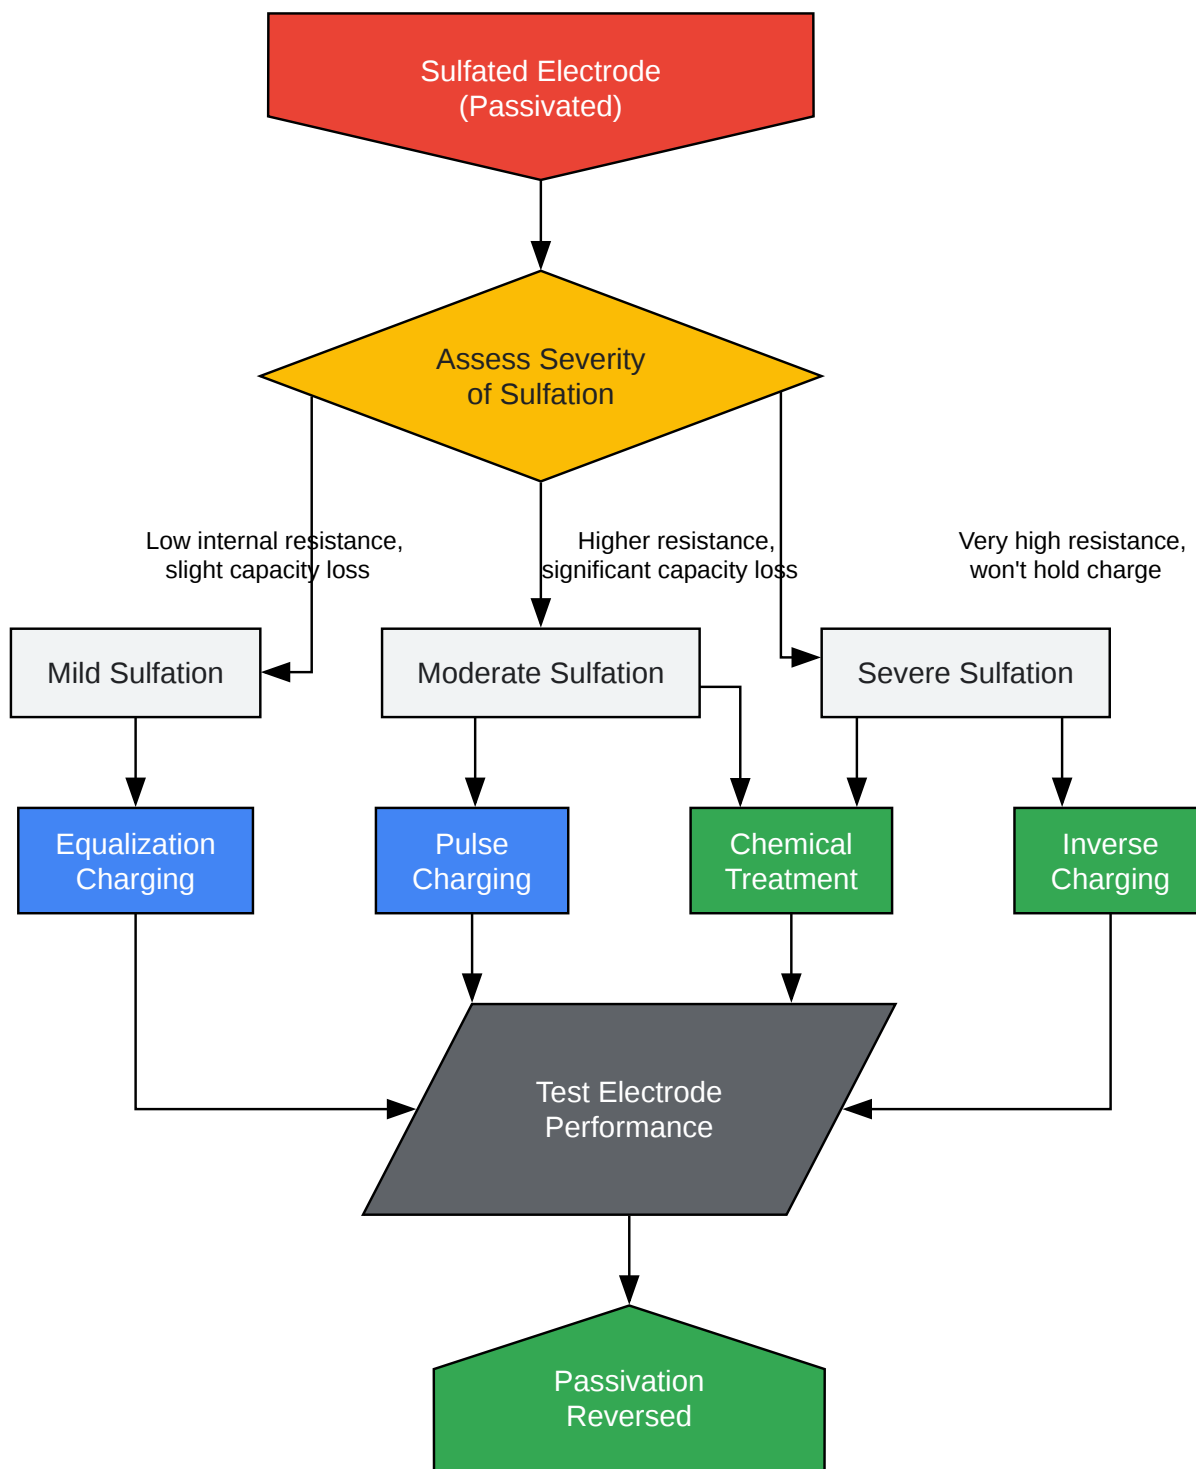 Sulfated Electrode
(Passivated)
Assess Severity
of Sulfation
Low internal resistance,
slight capacity loss
Higher resistance,
significant capacity loss
Very high resistance,
won't hold charge
Mild Sulfation
Moderate Sulfation
Severe Sulfation
Equalization
Charging
Pulse
Charging
Chemical
Treatment
Inverse
Charging
Test Electrode
Performance
Passivation
Reversed